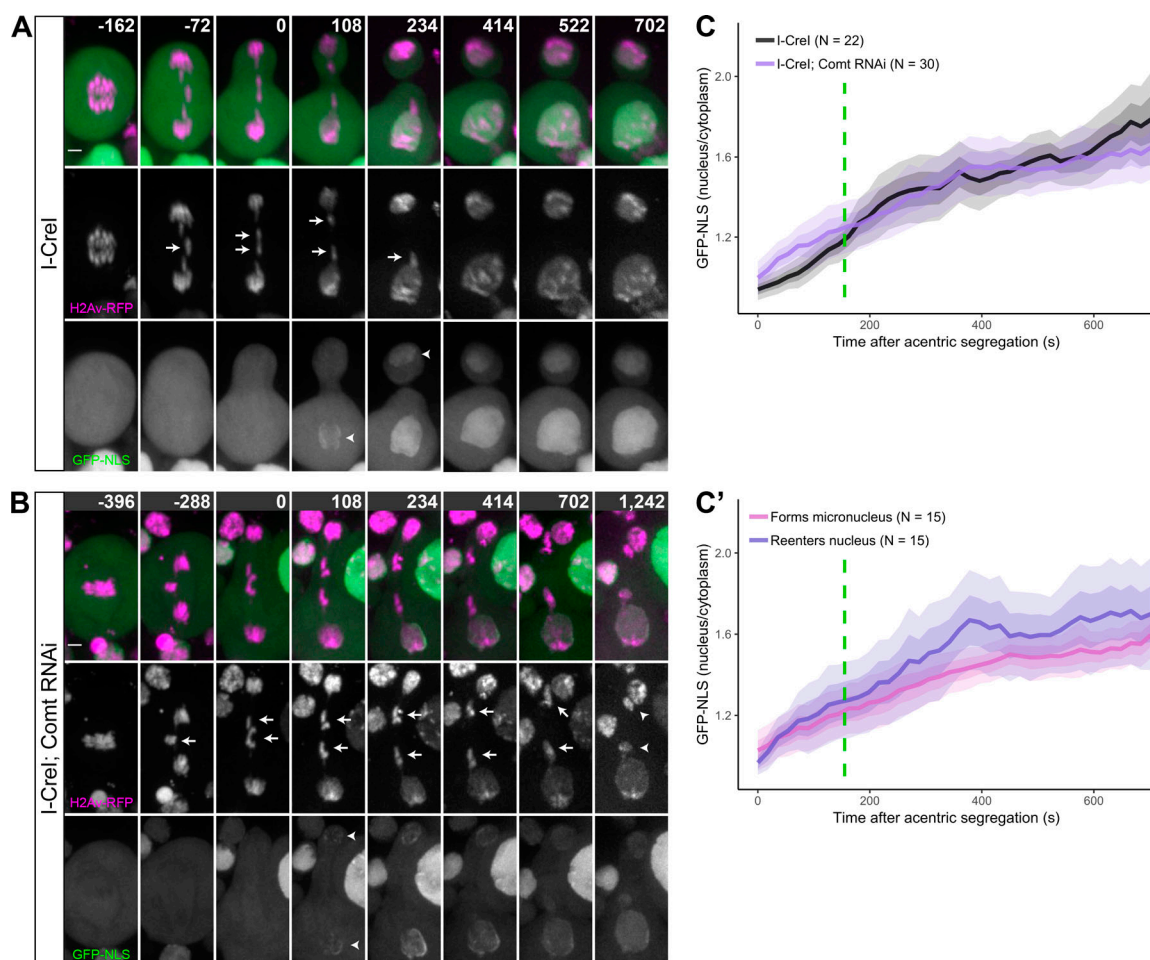 A
-162 -72 0 108 234 414 522 702
I-CreI
H2Av-RFP
GFP-NLS
B
-396 -288 0 108 234 414 702 1,242
I-CreI; Comt RNAi
H2Av-RFP
GFP-NLS
C
I-CreI (N = 22)
I-CreI; Comt RNAi (N = 30)
GFP-NLS (nucleus/cytoplasm)
2.0
1.6
1.2
0 200 400 600
Time after acentric segregation (s)
C'
Forms micronucleus (N = 15)
Reenters nucleus (N = 15)
GFP-NLS (nucleus/cytoplasm)
2.0
1.6
1.2
0 200 400 600
Time after acentric segregation (s)